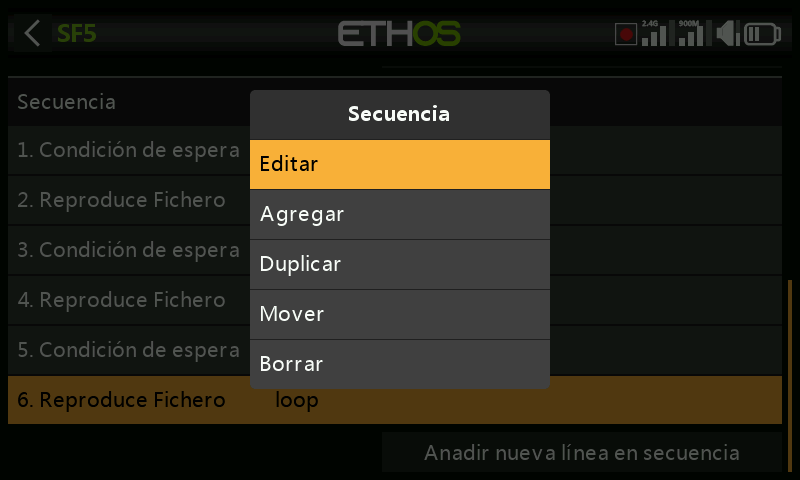 SF5
ETHOS
2.4G
900M
Secuencia
Secuencia
1. Condición de espera
Editar
2. Reproduce Fichero
Agregar
3. Condición de espera
Duplicar
4. Reproduce Fichero
Mover
5. Condición de espera
Borrar
6. Reproduce Fichero loop
Anadir nueva línea en secuencia